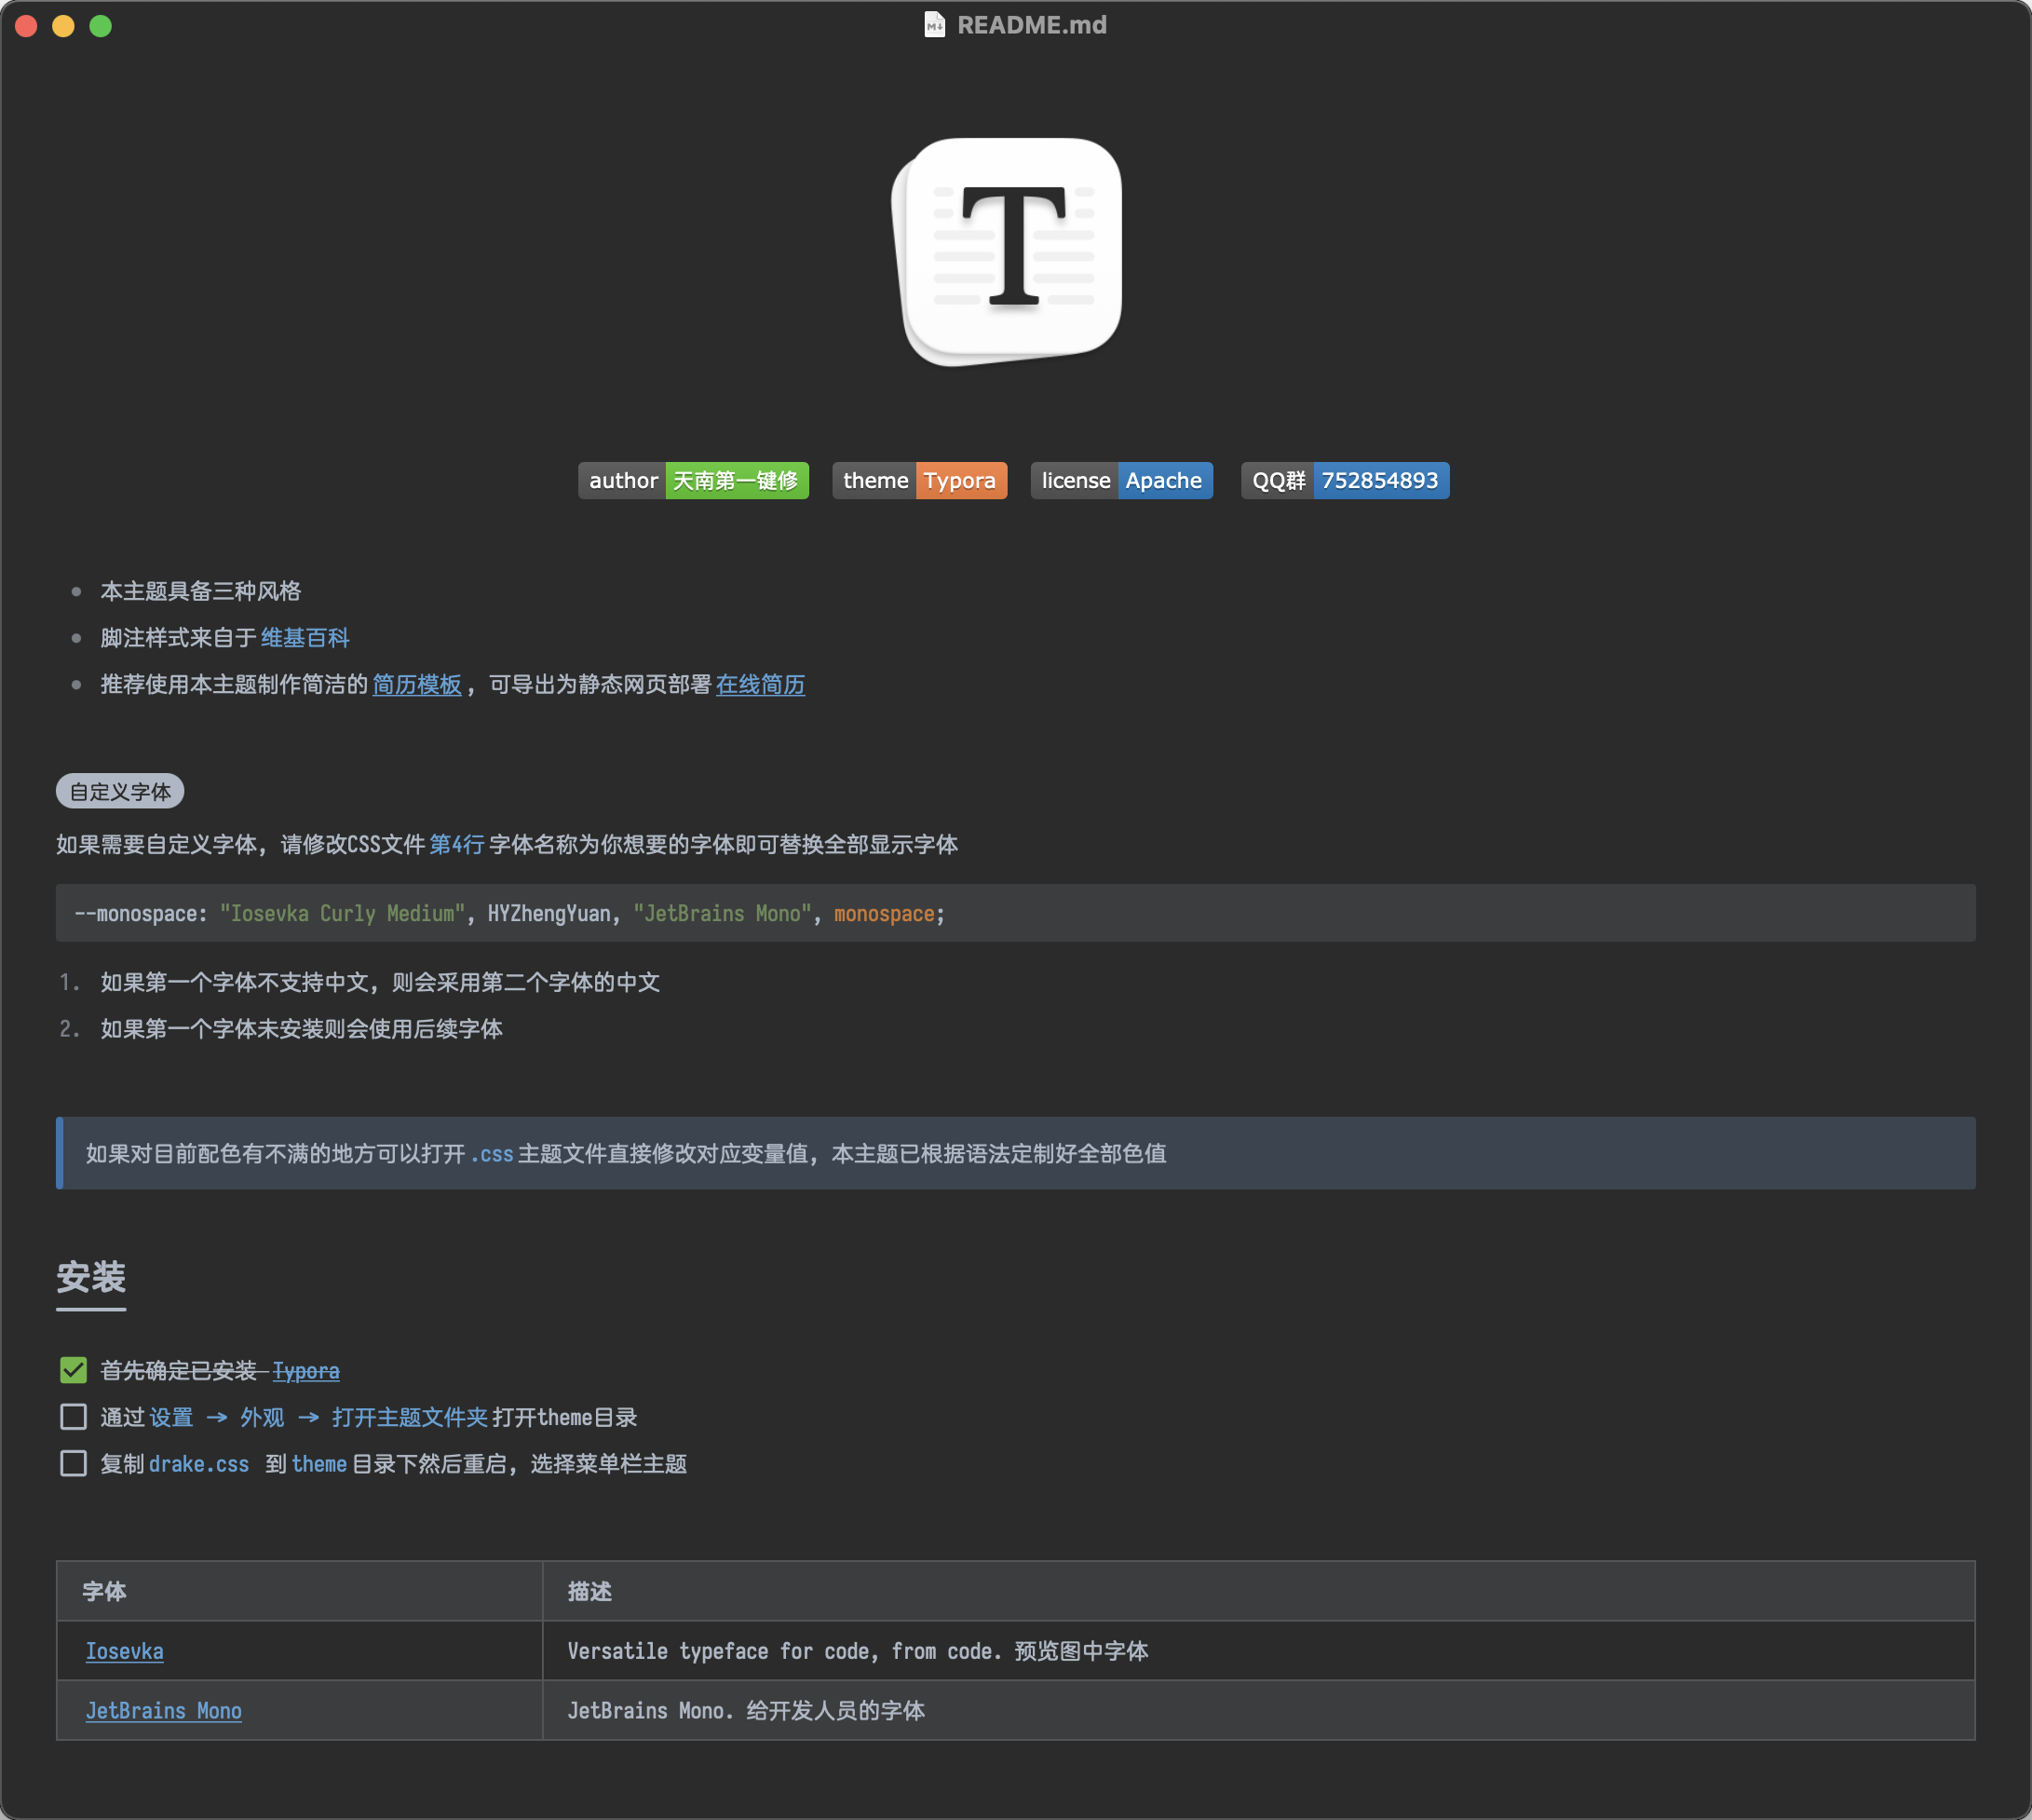 README.md
T
author 天南第一键修 theme Typora license Apache QQ群 752854893
本主题具备三种风格
脚注样式来自于 维基百科
推荐使用本主题制作简洁的 简历模板 ，可导出为静态网页部署 在线简历
自定义字体
如果需要自定义字体，请修改CSS文件 第4行 字体名称为你想要的字体即可替换全部显示字体
--monospace: "Iosevka Curly Medium", HYZhengYuan, "JetBrains Mono", monospace;
1. 如果第一个字体不支持中文，则会采用第二个字体的中文
2. 如果第一个字体未安装则会使用后续字体
如果对目前配色有不满的地方可以打开 .css 主题文件直接修改对应变量值，本主题已根据语法定制好全部色值
安装
首先确定已安装 Typora
通过 设置 → 外观 → 打开主题文件夹 打开theme目录
复制 drake.css 到 theme 目录下然后重启，选择菜单栏主题
字体 描述
Iosevka Versatile typeface for code, from code. 预览图中字体
JetBrains Mono JetBrains Mono. 给开发人员的字体